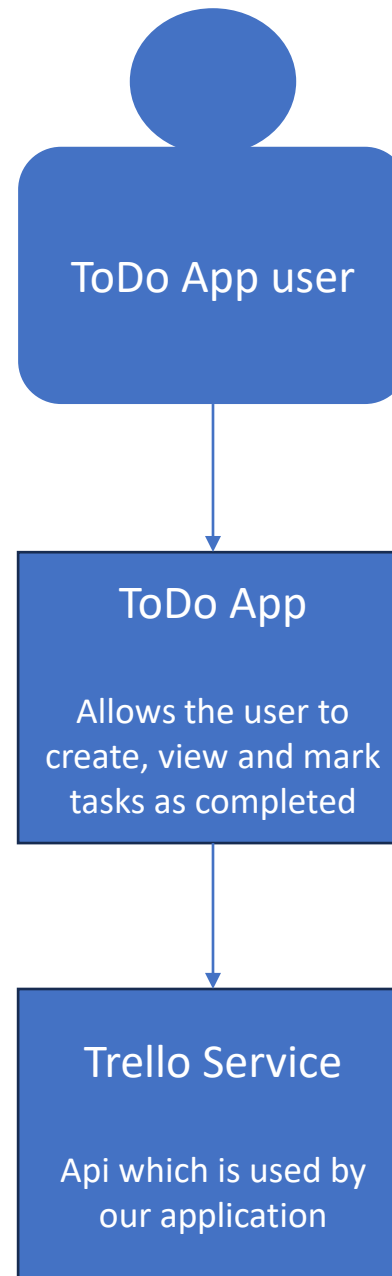 ToDo App user
ToDo App
Allows the user to
create, view and mark
tasks as completed
Trello Service
Api which is used by
our application